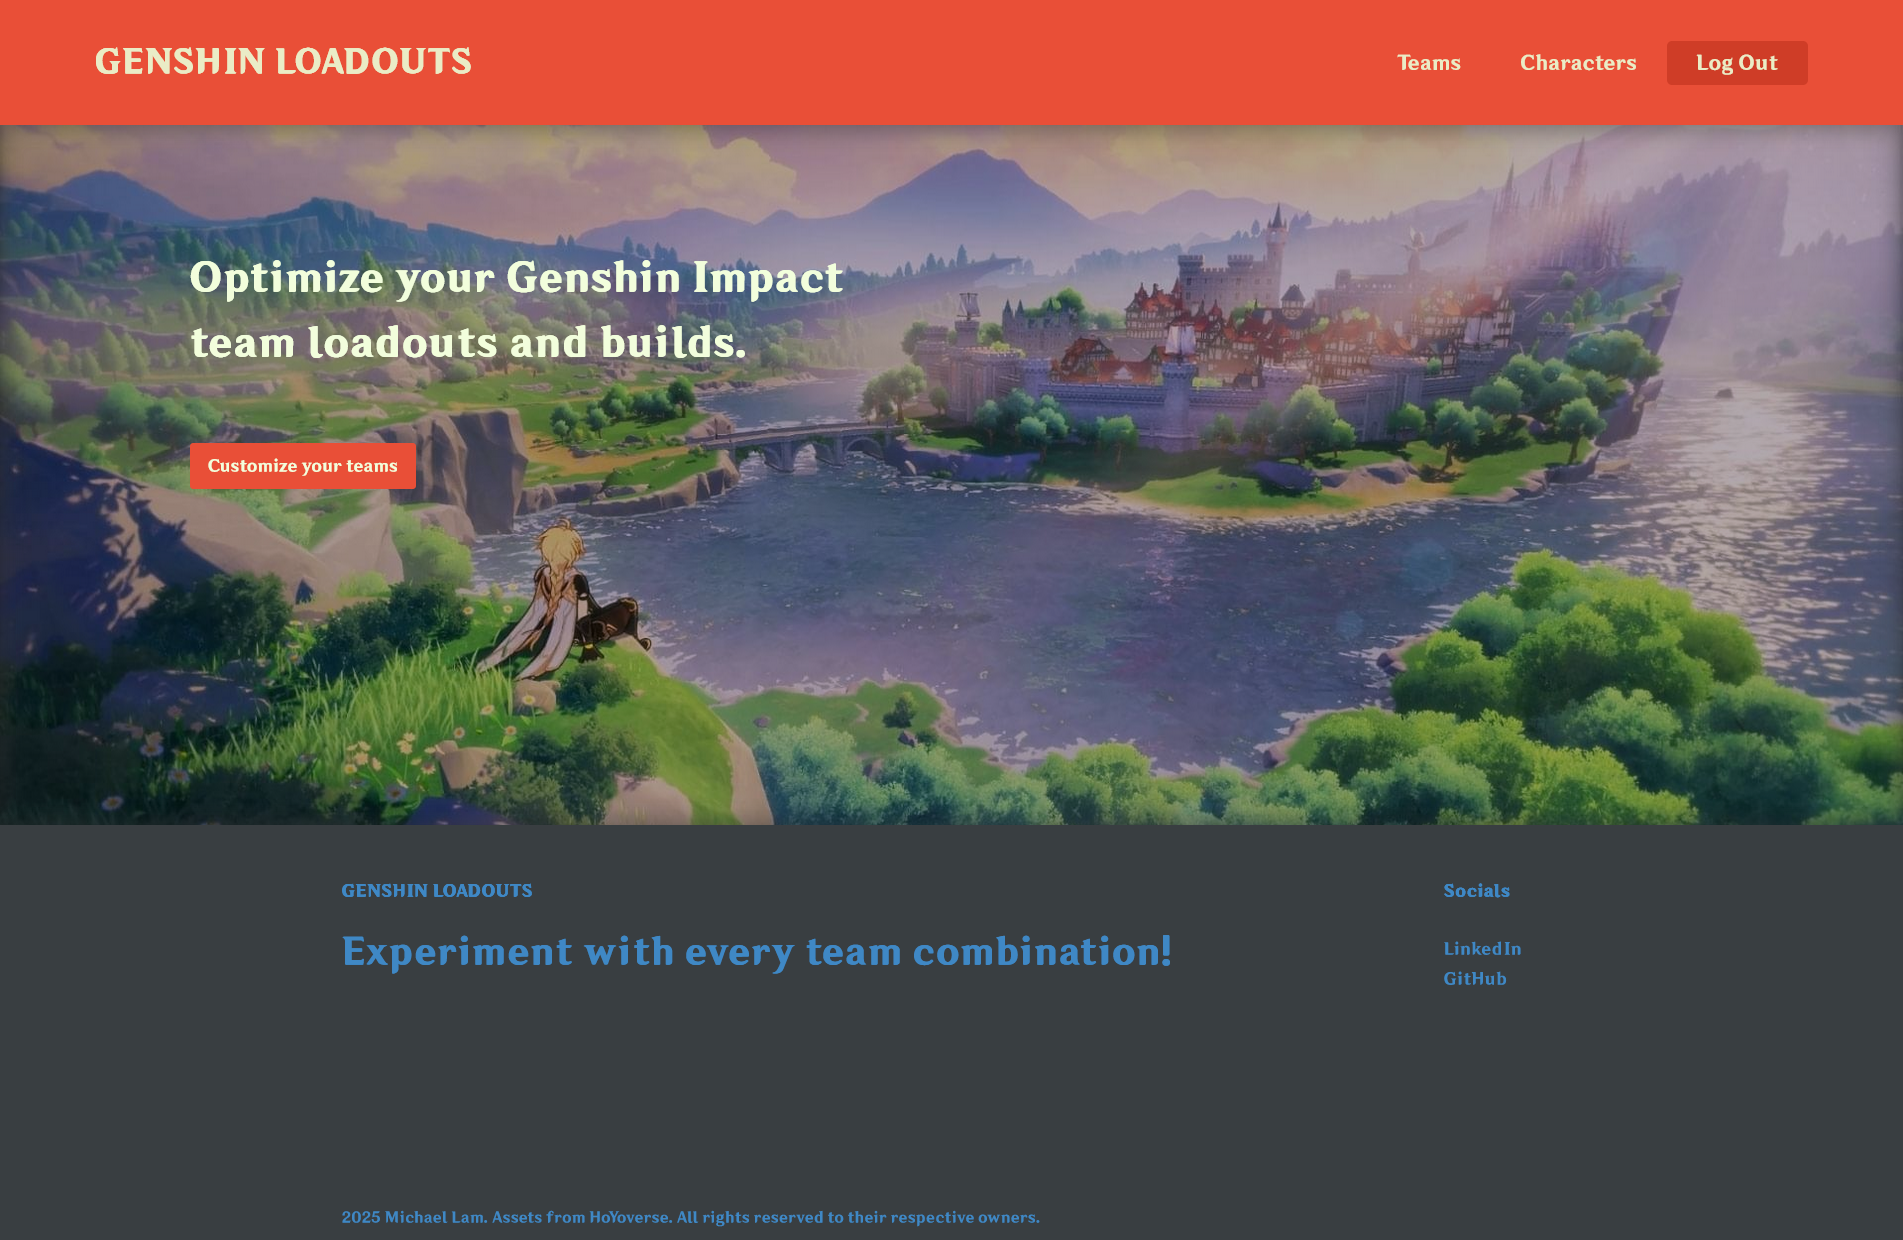 GENSHIN LOADOUTS
Teams
Characters
Log Out
Optimize your Genshin Impact
team loadouts and builds.
Customize your teams
GENSHIN LOADOUTS
Experiment with every team combination!
Socials
LinkedIn
GitHub
2025 Michael Lam. Assets from HoYoverse. All rights reserved to their respective owners.